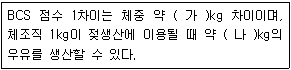 BCS 점수 1차이는 체중 약 ( 가 )kg 차이이며,
체조직 1kg이 젖생산에 이용될 때 약 ( 나 )kg의
우유를 생산할 수 있다.